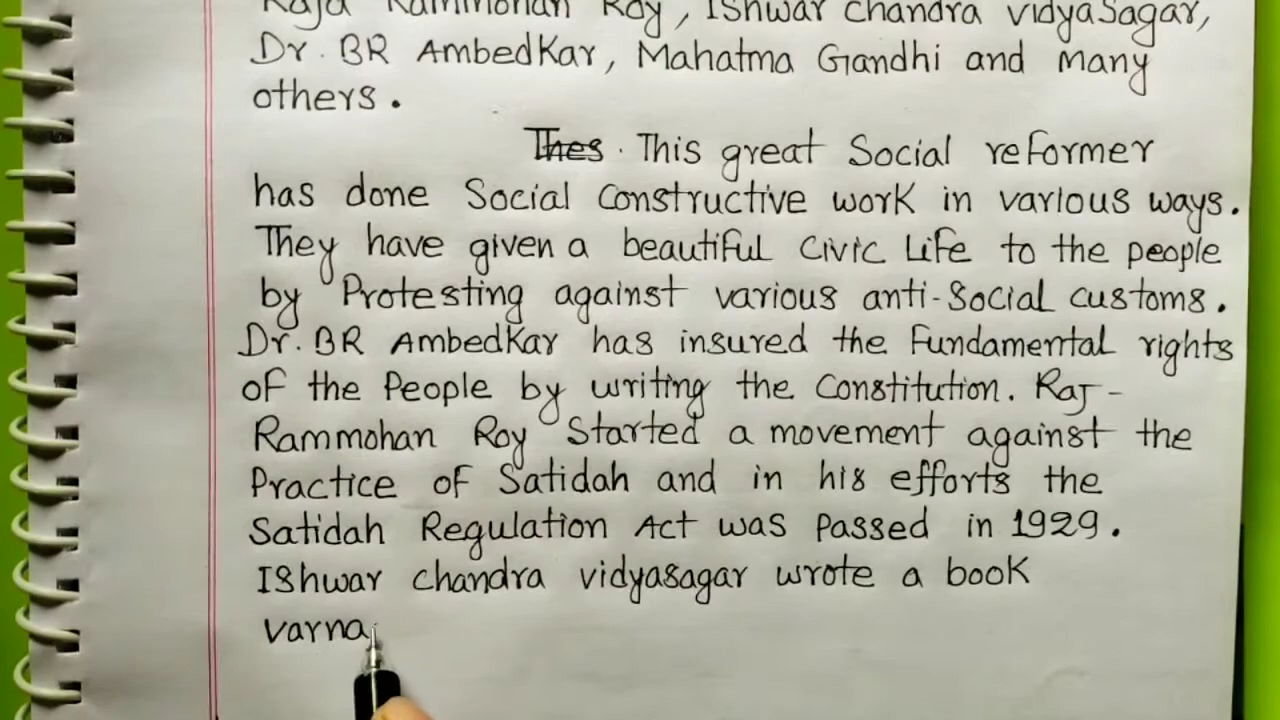 Raja Rammohan Roy, Ishwar Chandra Vidyasagar,
Dr. BR Ambedkar, Mahatma Gandhi and many
others.
Thes. This great Social reformer
has done Social Constructive work in various ways.
They have given a beautiful Civic Life to the people
by Protesting against various anti-Social customs.
Dr. BR Ambedkar has insured the Fundamental rights
of the People by writing the Constitution. Raj-
Rammohan Roy Started a movement against the
Practice of Satidah and in his efforts the
Satidah Regulation Act was Passed in 1929.
Ishwar Chandra Vidyasagar wrote a book
Varna